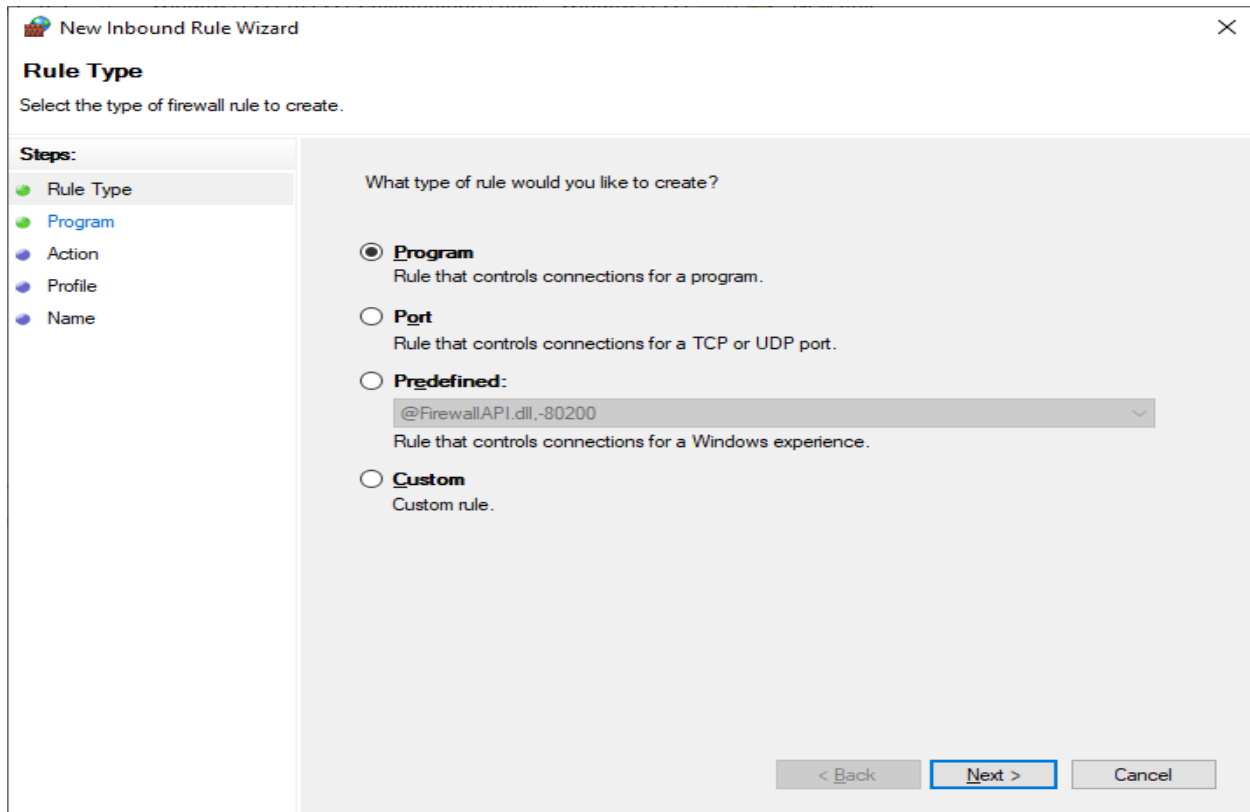 New Inbound Rule Wizard
Rule Type
Select the type of firewall rule to create.
Steps:
Rule Type
Program
Action
Profile
Name
What type of rule would you like to create?
Program
Rule that controls connections for a program.
Port
Rule that controls connections for a TCP or UDP port.
Predefined:
@FirewallAPI.dll,-80200
Rule that controls connections for a Windows experience.
Custom
Custom rule.
< Back
Next >
Cancel